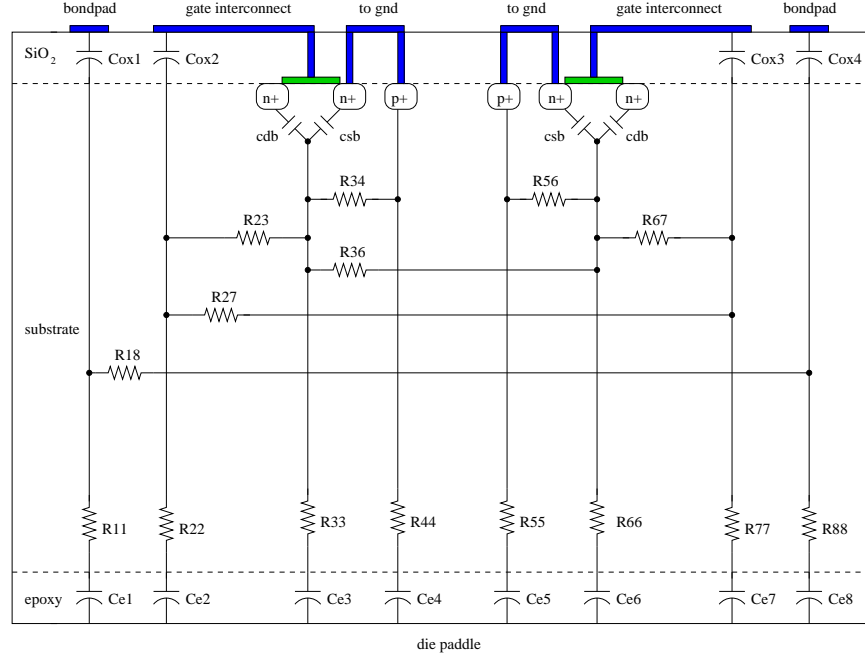 bondpad gate interconnect to gnd to gnd gate interconnect bondpad
SiO2 Cox1 Cox2 Cox3 Cox4
n+ n+ p+ p+ n+ n+
cdb csb csb cdb
R34 R56
R23 R67
R36
R27
substrate
R18
R11 R22 R33 R44 R55 R66 R77 R88
epoxy Ce1 Ce2 Ce3 Ce4 Ce5 Ce6 Ce7 Ce8
die paddle